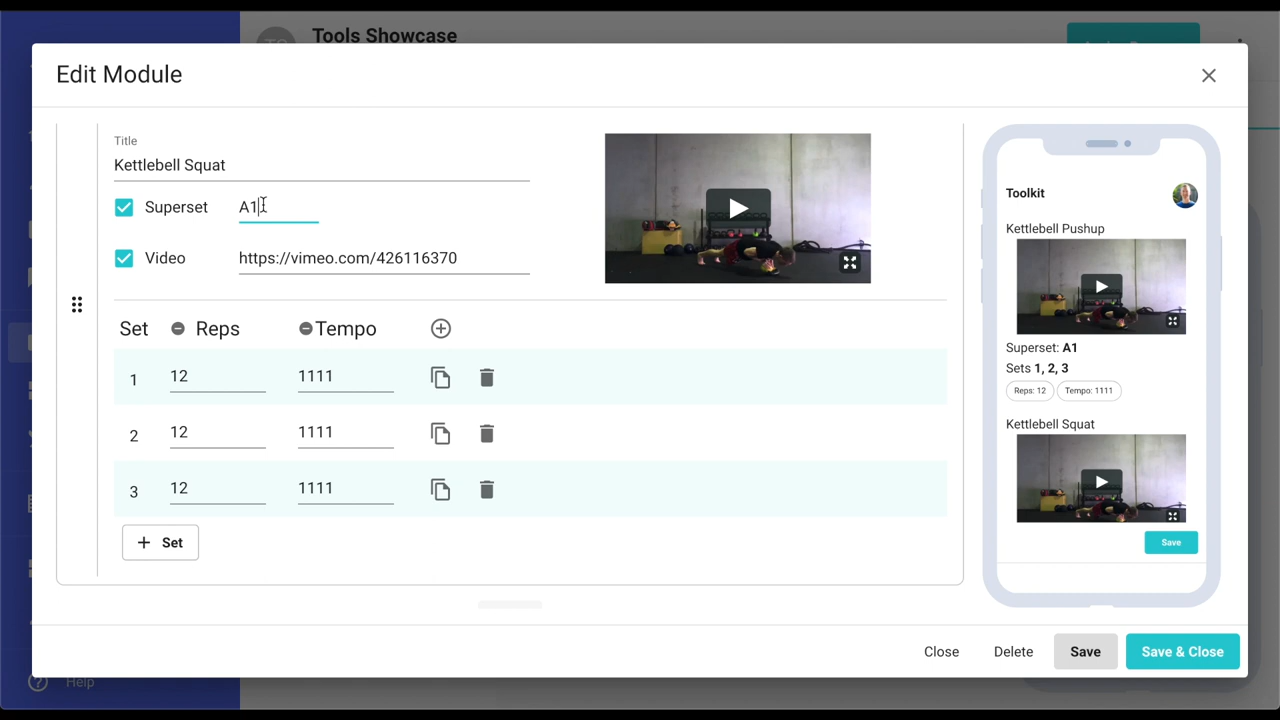 Tools Showcase
Edit Module
Title
Kettlebell Squat
Superset A1
Video https://vimeo.com/426116370
Set Reps Tempo
1 12 1111
2 12 1111
3 12 1111
+ Set
Toolkit
Kettlebell Pushup
Superset: A1
Sets 1, 2, 3
Reps: 12 Tempo: 1111
Kettlebell Squat
Save
Close Delete Save Save & Close
Help